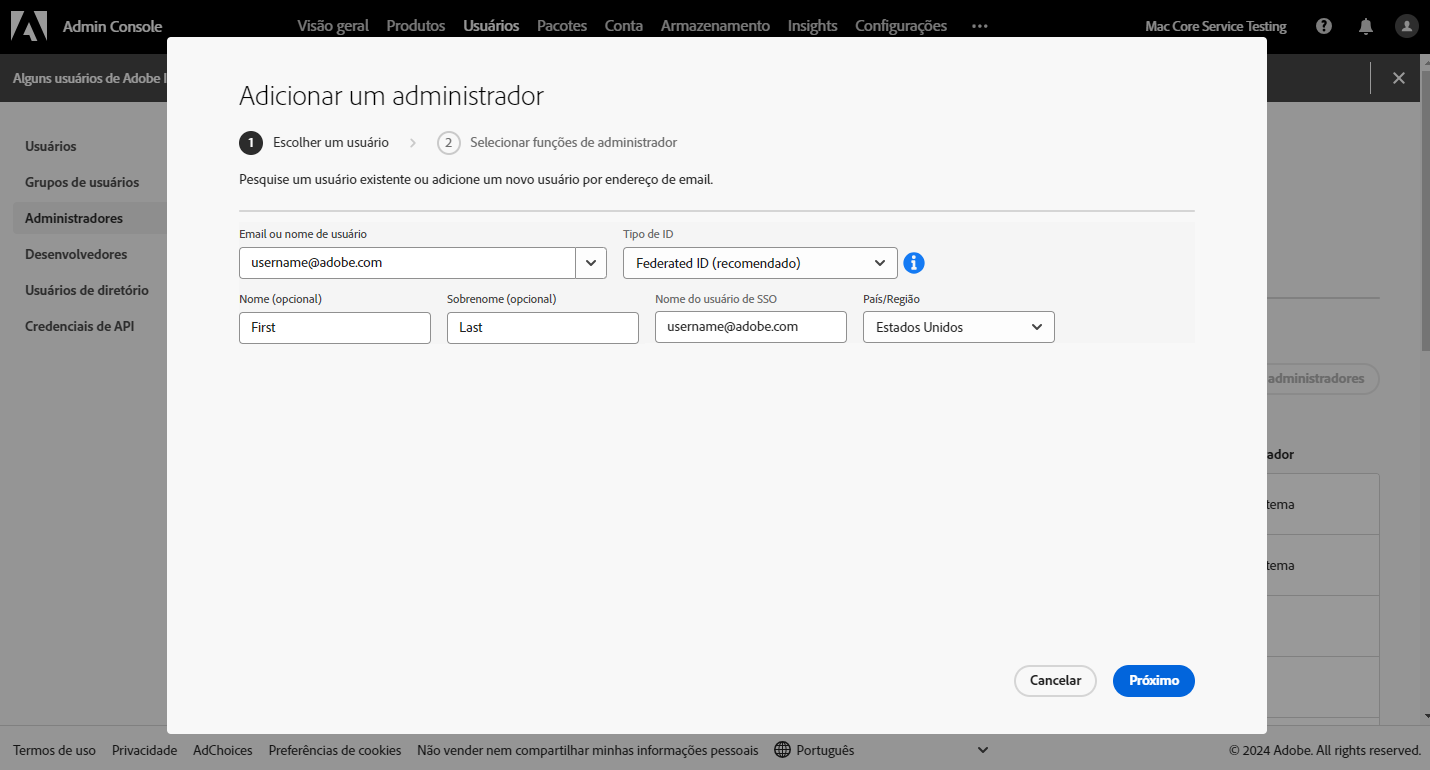 Admin Console
Visão geral Produtos Usuários Pacotes Conta Armazenamento Insights Configurações •••
Mac Core Service Testing
Alguns usuários de Adobe
Usuários
Grupos de usuários
Administradores
Desenvolvedores
Usuários de diretório
Credenciais de API
Adicionar um administrador
1 Escolher um usuário 2 Selecionar funções de administrador
Pesquise um usuário existente ou adicione um novo usuário por endereço de email.
Email ou nome de usuário Tipo de ID
username@adobe.com Federated ID (recomendado)
Nome (opcional) Sobrenome (opcional) Nome do usuário de SSO País/Região
First Last username@adobe.com Estados Unidos
administradores
ador
tema
tema
Cancelar Próximo
Termos de uso Privacidade AdChoices Preferências de cookies Não vender nem compartilhar minhas informações pessoais Português © 2024 Adobe. All rights reserved.